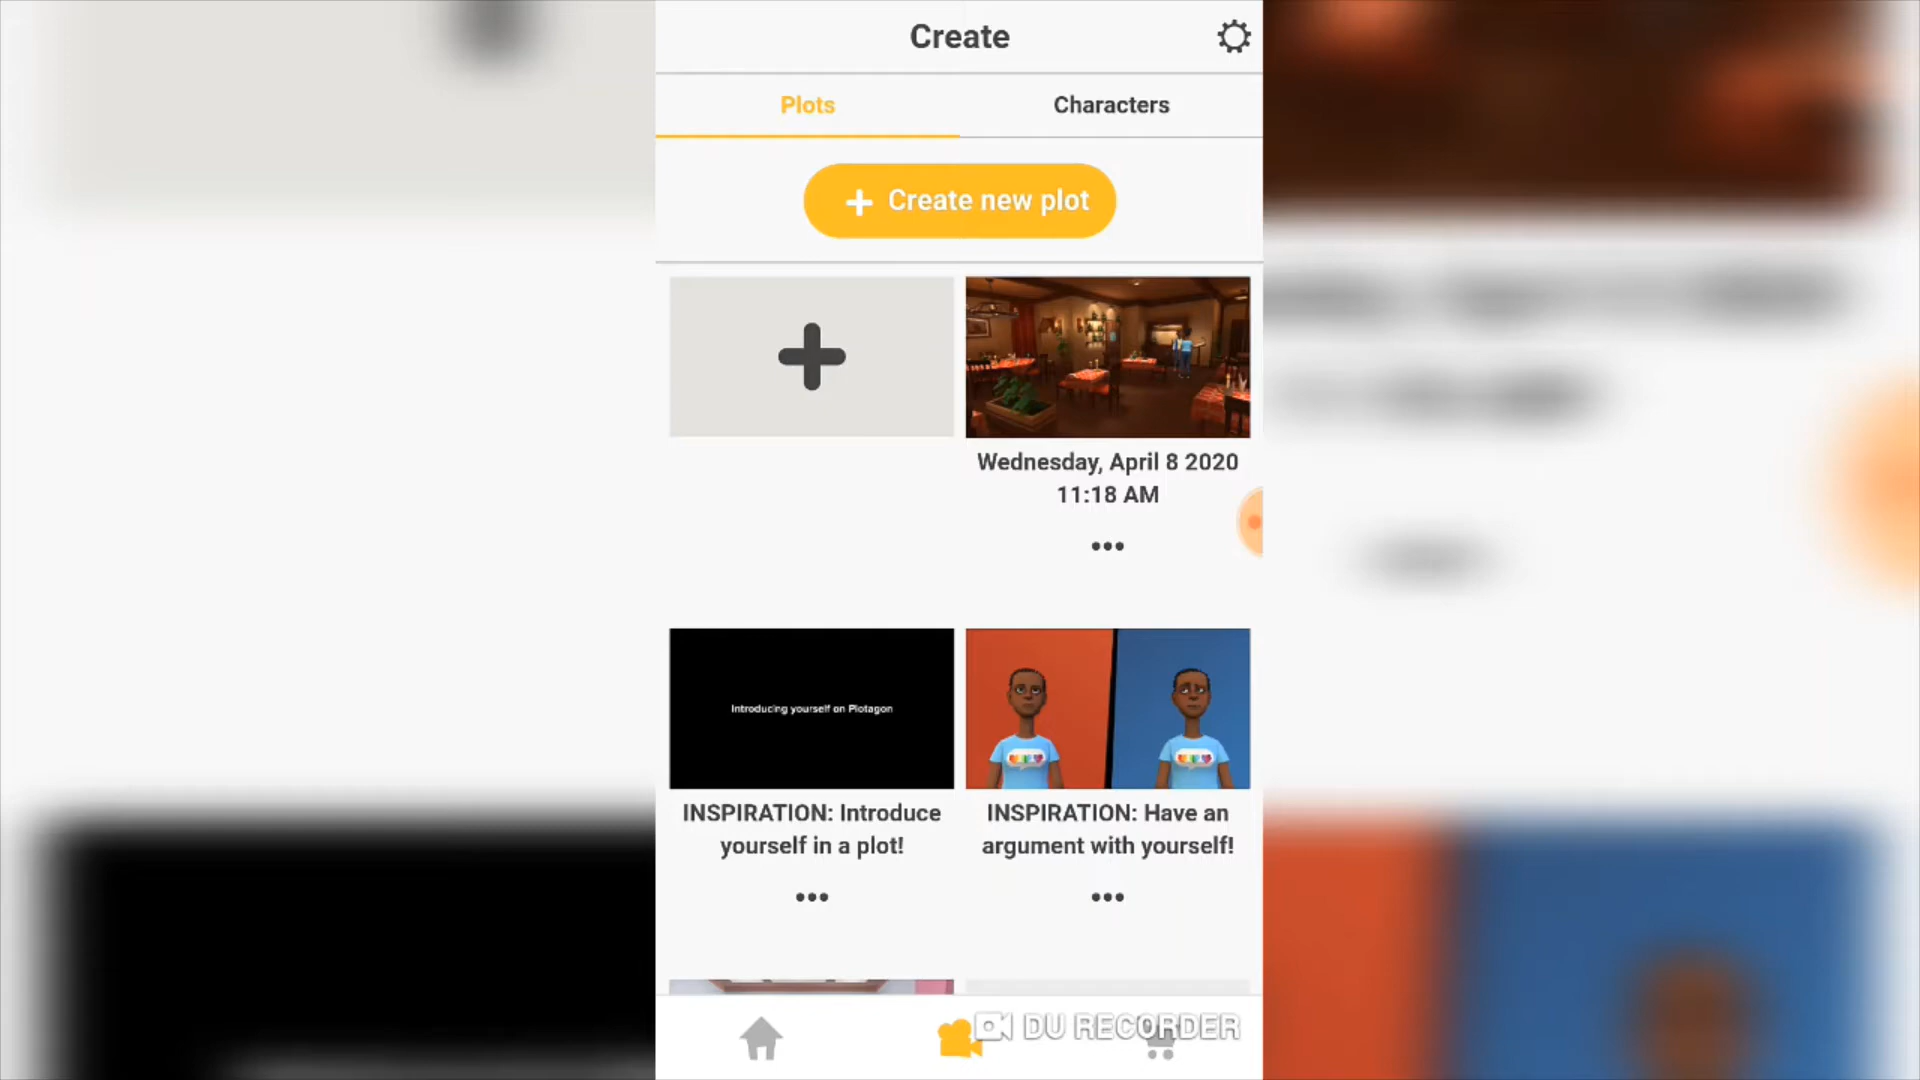 Create
Plots
Characters
Create new plot
Wednesday, April 8 2020
11:18 AM
Introducing yourself on Plotagon
INSPIRATION: Introduce
yourself in a plot!
INSPIRATION: Have an
argument with yourself!
DU RECORDER